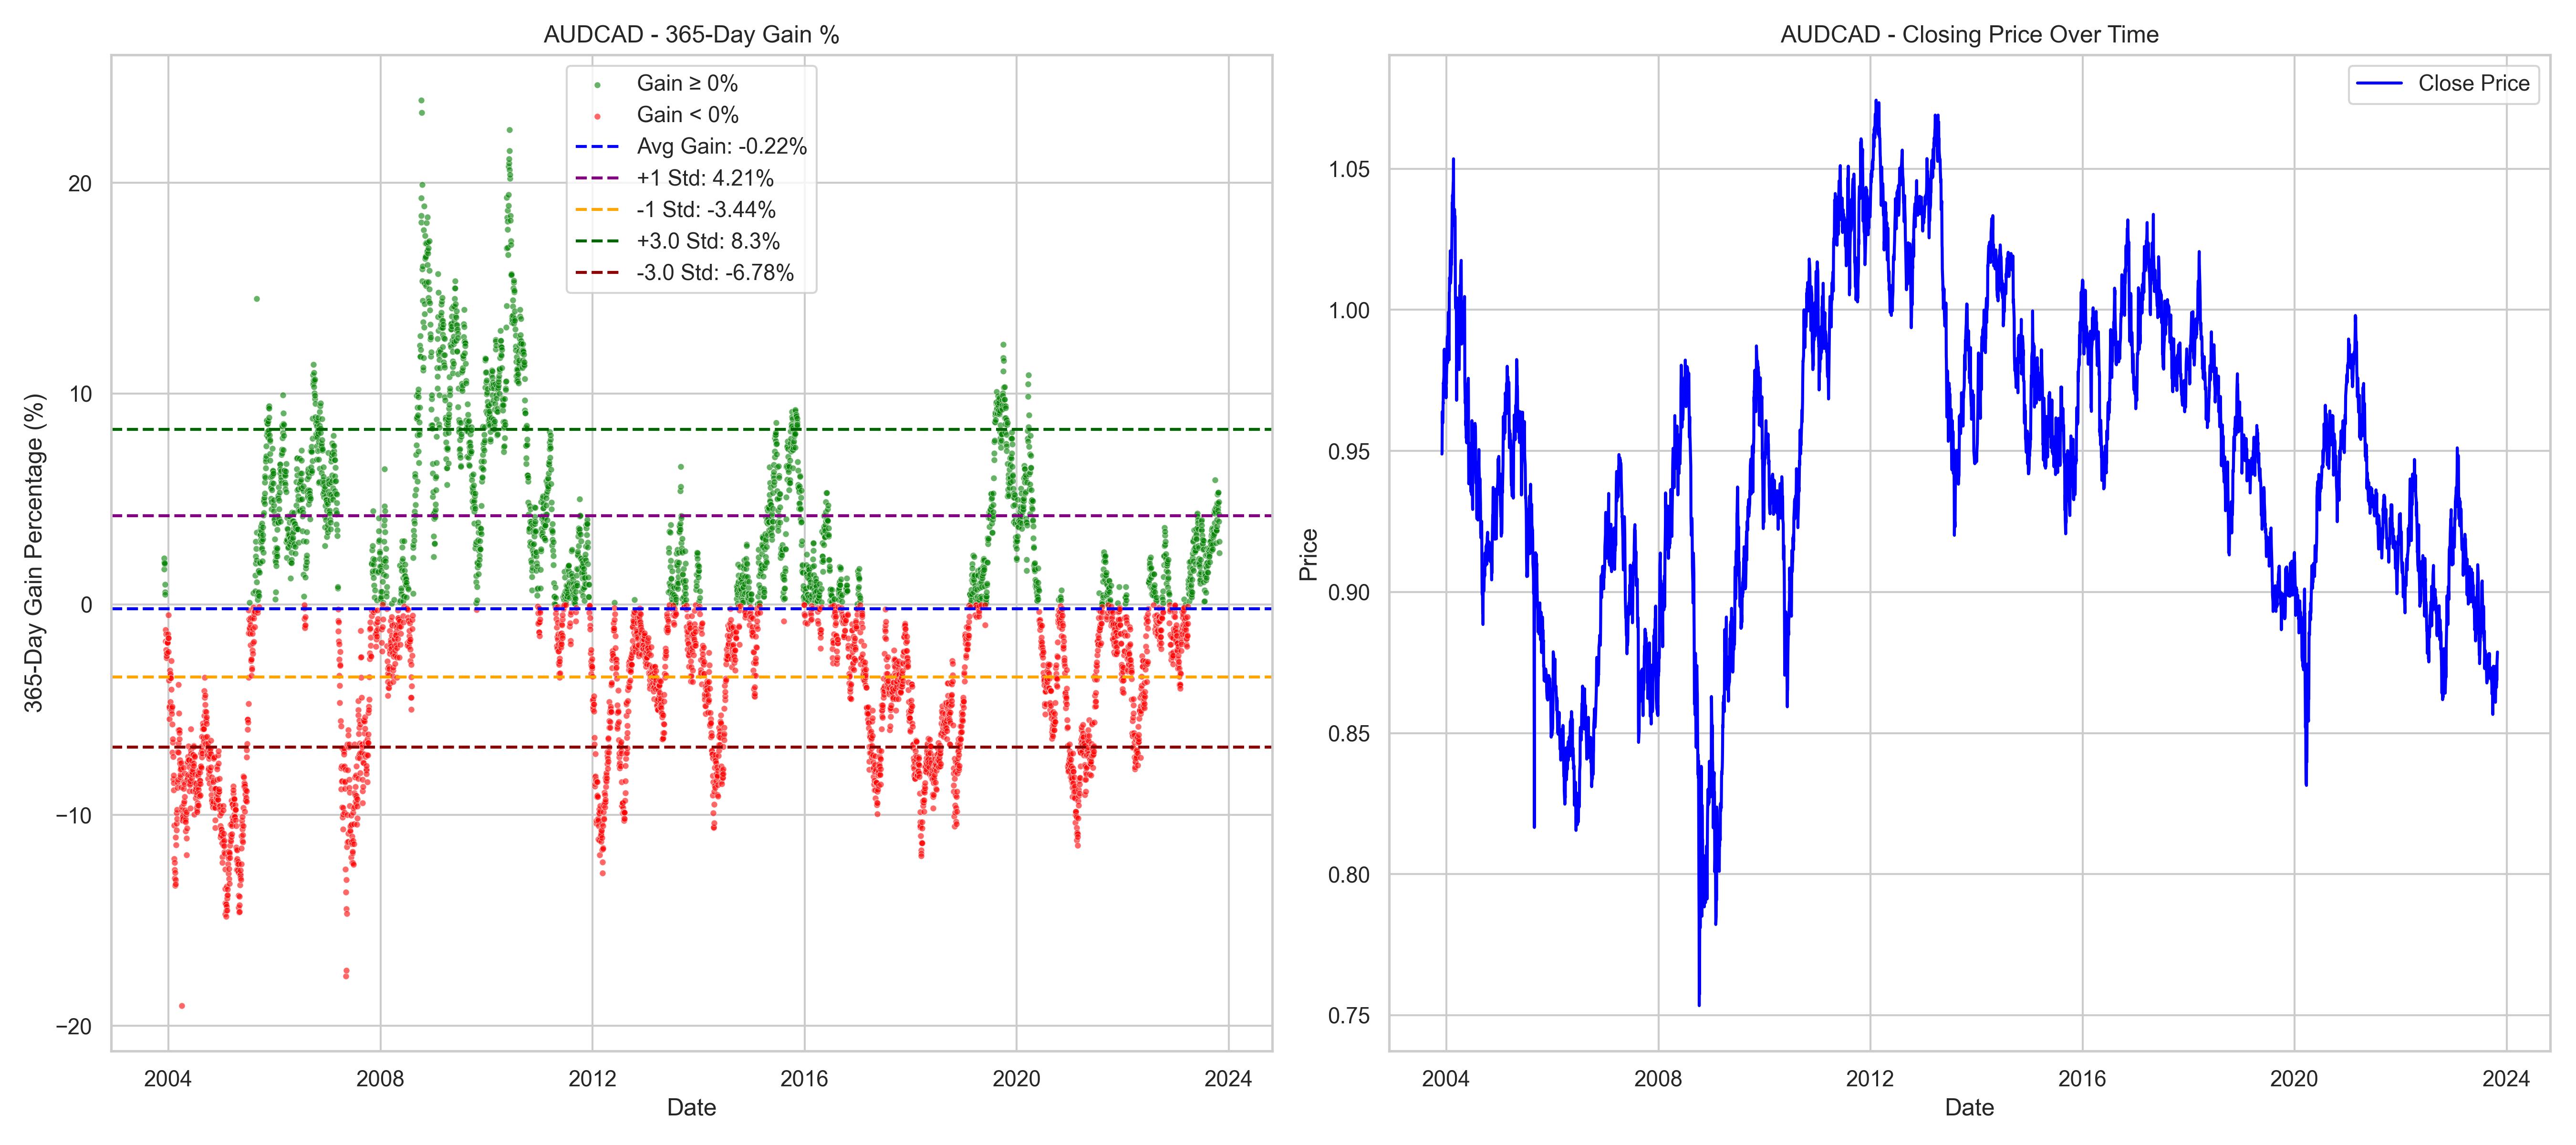 AUDCAD - 365-Day Gain %
Gain ≥ 0%
Gain < 0%
Avg Gain: -0.22%
+1 Std: 4.21%
-1 Std: -3.44%
+3.0 Std: 8.3%
-3.0 Std: -6.78%
365-Day Gain Percentage (%)
20
10
0
−10
−20
2004
2008
2012
2016
2020
2024
Date
AUDCAD - Closing Price Over Time
Close Price
Price
1.05
1.00
0.95
0.90
0.85
0.80
0.75
2004
2008
2012
2016
2020
2024
Date